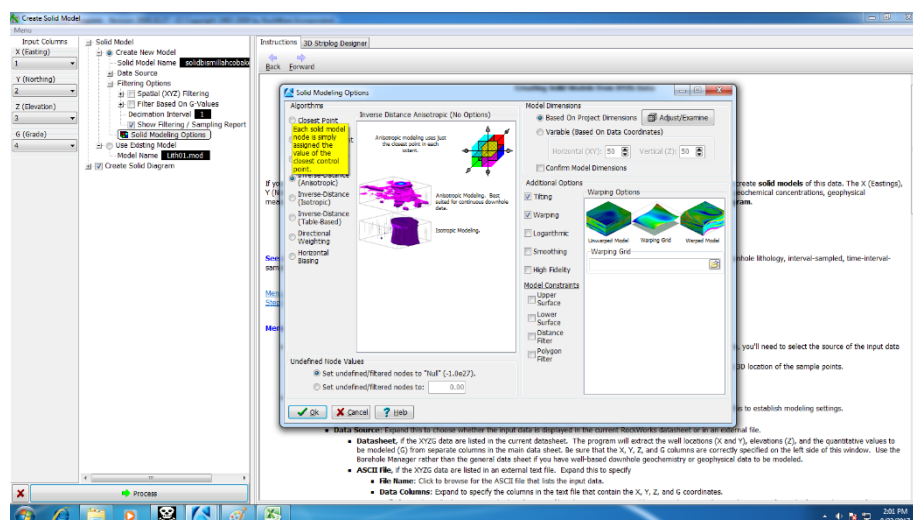 Create Solid Model
Menu
Input Columns
X (Easting)
1
Y (Northing)
2
Z (Elevation)
3
G (Grade)
4
Solid Model
Create New Model
Solid Model Name solidbismillahcobak
Data Source
Filtering Options
Spatial (XYZ) Filtering
Filter Based On G-Values
Decimation Interval 1
Show Filtering / Sampling Report
Solid Modeling Options
Use Existing Model
Model Name Lith01.mod
Create Solid Diagram
Process
Instructions 3D Striplog Designer
Back Forward
Solid Modeling Options
Algorithms
Closest Point
Each solid model
node is simply
assigned the
value of the
closest control
point.
(Anisotropic)
Inverse-Distance
(Isotropic)
Inverse-Distance
(Table-Based)
Directional
Weighting
Horizontal
Biasing
Inverse Distance Anisotropic (No Options)
Anisotropic modeling uses just
the closest point in each
octant.
Anisotropic Modeling. Best
suited for continuous downhole
data.
Isotropic Modeling.
Undefined Node Values
Set undefined/filtered nodes to "Null" (-1.0e27).
Set undefined/filtered nodes to: 0.00
Ok Cancel Help
Model Dimensions
Based On Project Dimensions Adjust/Examine
Variable (Based On Data Coordinates)
Horizontal (XY): 50 Vertical (Z): 50
Confirm Model Dimensions
Additional Options
Tilting
Warping
Logarithmic
Smoothing
High Fidelity
Model Constraints
Upper
Surface
Lower
Surface
Distance
Filter
Polygon
Filter
Warping Options
Unwarped Model Warping Grid Warped Model
Warping Grid
create solid models of this data. The X (Eastings),
geochemical concentrations, geophysical
hole lithology, interval-sampled, time-interval-
, you'll need to select the source of the input data
3D location of the sample points.
is to establish modeling settings.
Data Source: Expand this to choose whether the input data is displayed in the current RockWorks datasheet or in an external file.
Datasheet, if the XYZG data are listed in the current datasheet. The program will extract the well locations (X and Y), elevations (Z), and the quantitative values to
be modeled (G) from separate columns in the main data sheet. Be sure that the X, Y, Z, and G columns are correctly specified on the left side of this window. Use the
Borehole Manager rather than the general data sheet if you have well-based downhole geochemistry or geophysical data to be modeled.
ASCII File, if the XYZG data are listed in an external text file. Expand this to specify
File Name: Click to browse for the ASCII file that lists the input data.
Data Columns: Expand to specify the columns in the text file that contain the X, Y, Z, and G coordinates.
2:01 PM